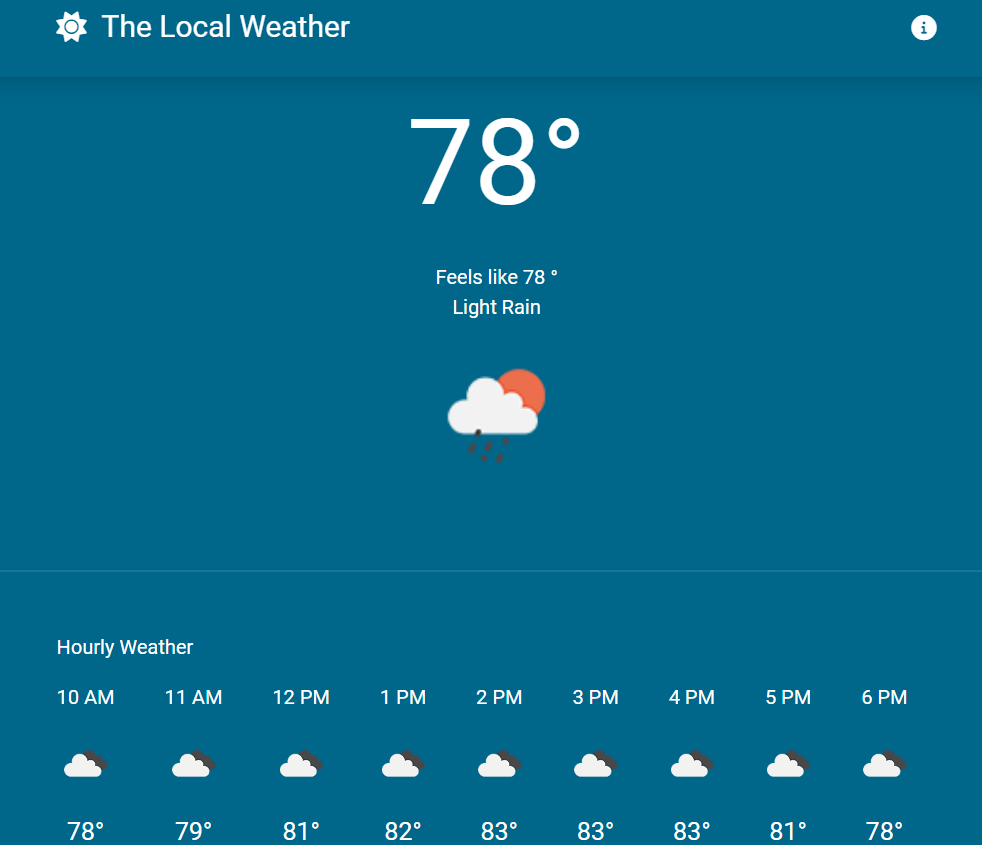 The Local Weather
78°
Feels like 78 °
Light Rain
Hourly Weather
10 AM 11 AM 12 PM 1 PM 2 PM 3 PM 4 PM 5 PM 6 PM
78° 79° 81° 82° 83° 83° 83° 81° 78°